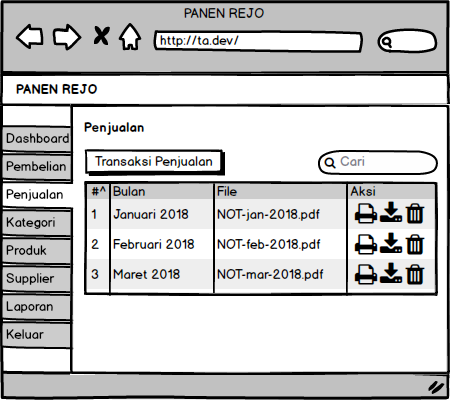 PANEN REJO
http://ta.dev/
PANEN REJO
Dashboard
Pembelian
Penjualan
Kategori
Produk
Supplier
Laporan
Keluar
Penjualan
Transaksi Penjualan
Cari
#^ Bulan File Aksi
1 Januari 2018 NOT-jan-2018.pdf
2 Februari 2018 NOT-feb-2018.pdf
3 Maret 2018 NOT-mar-2018.pdf